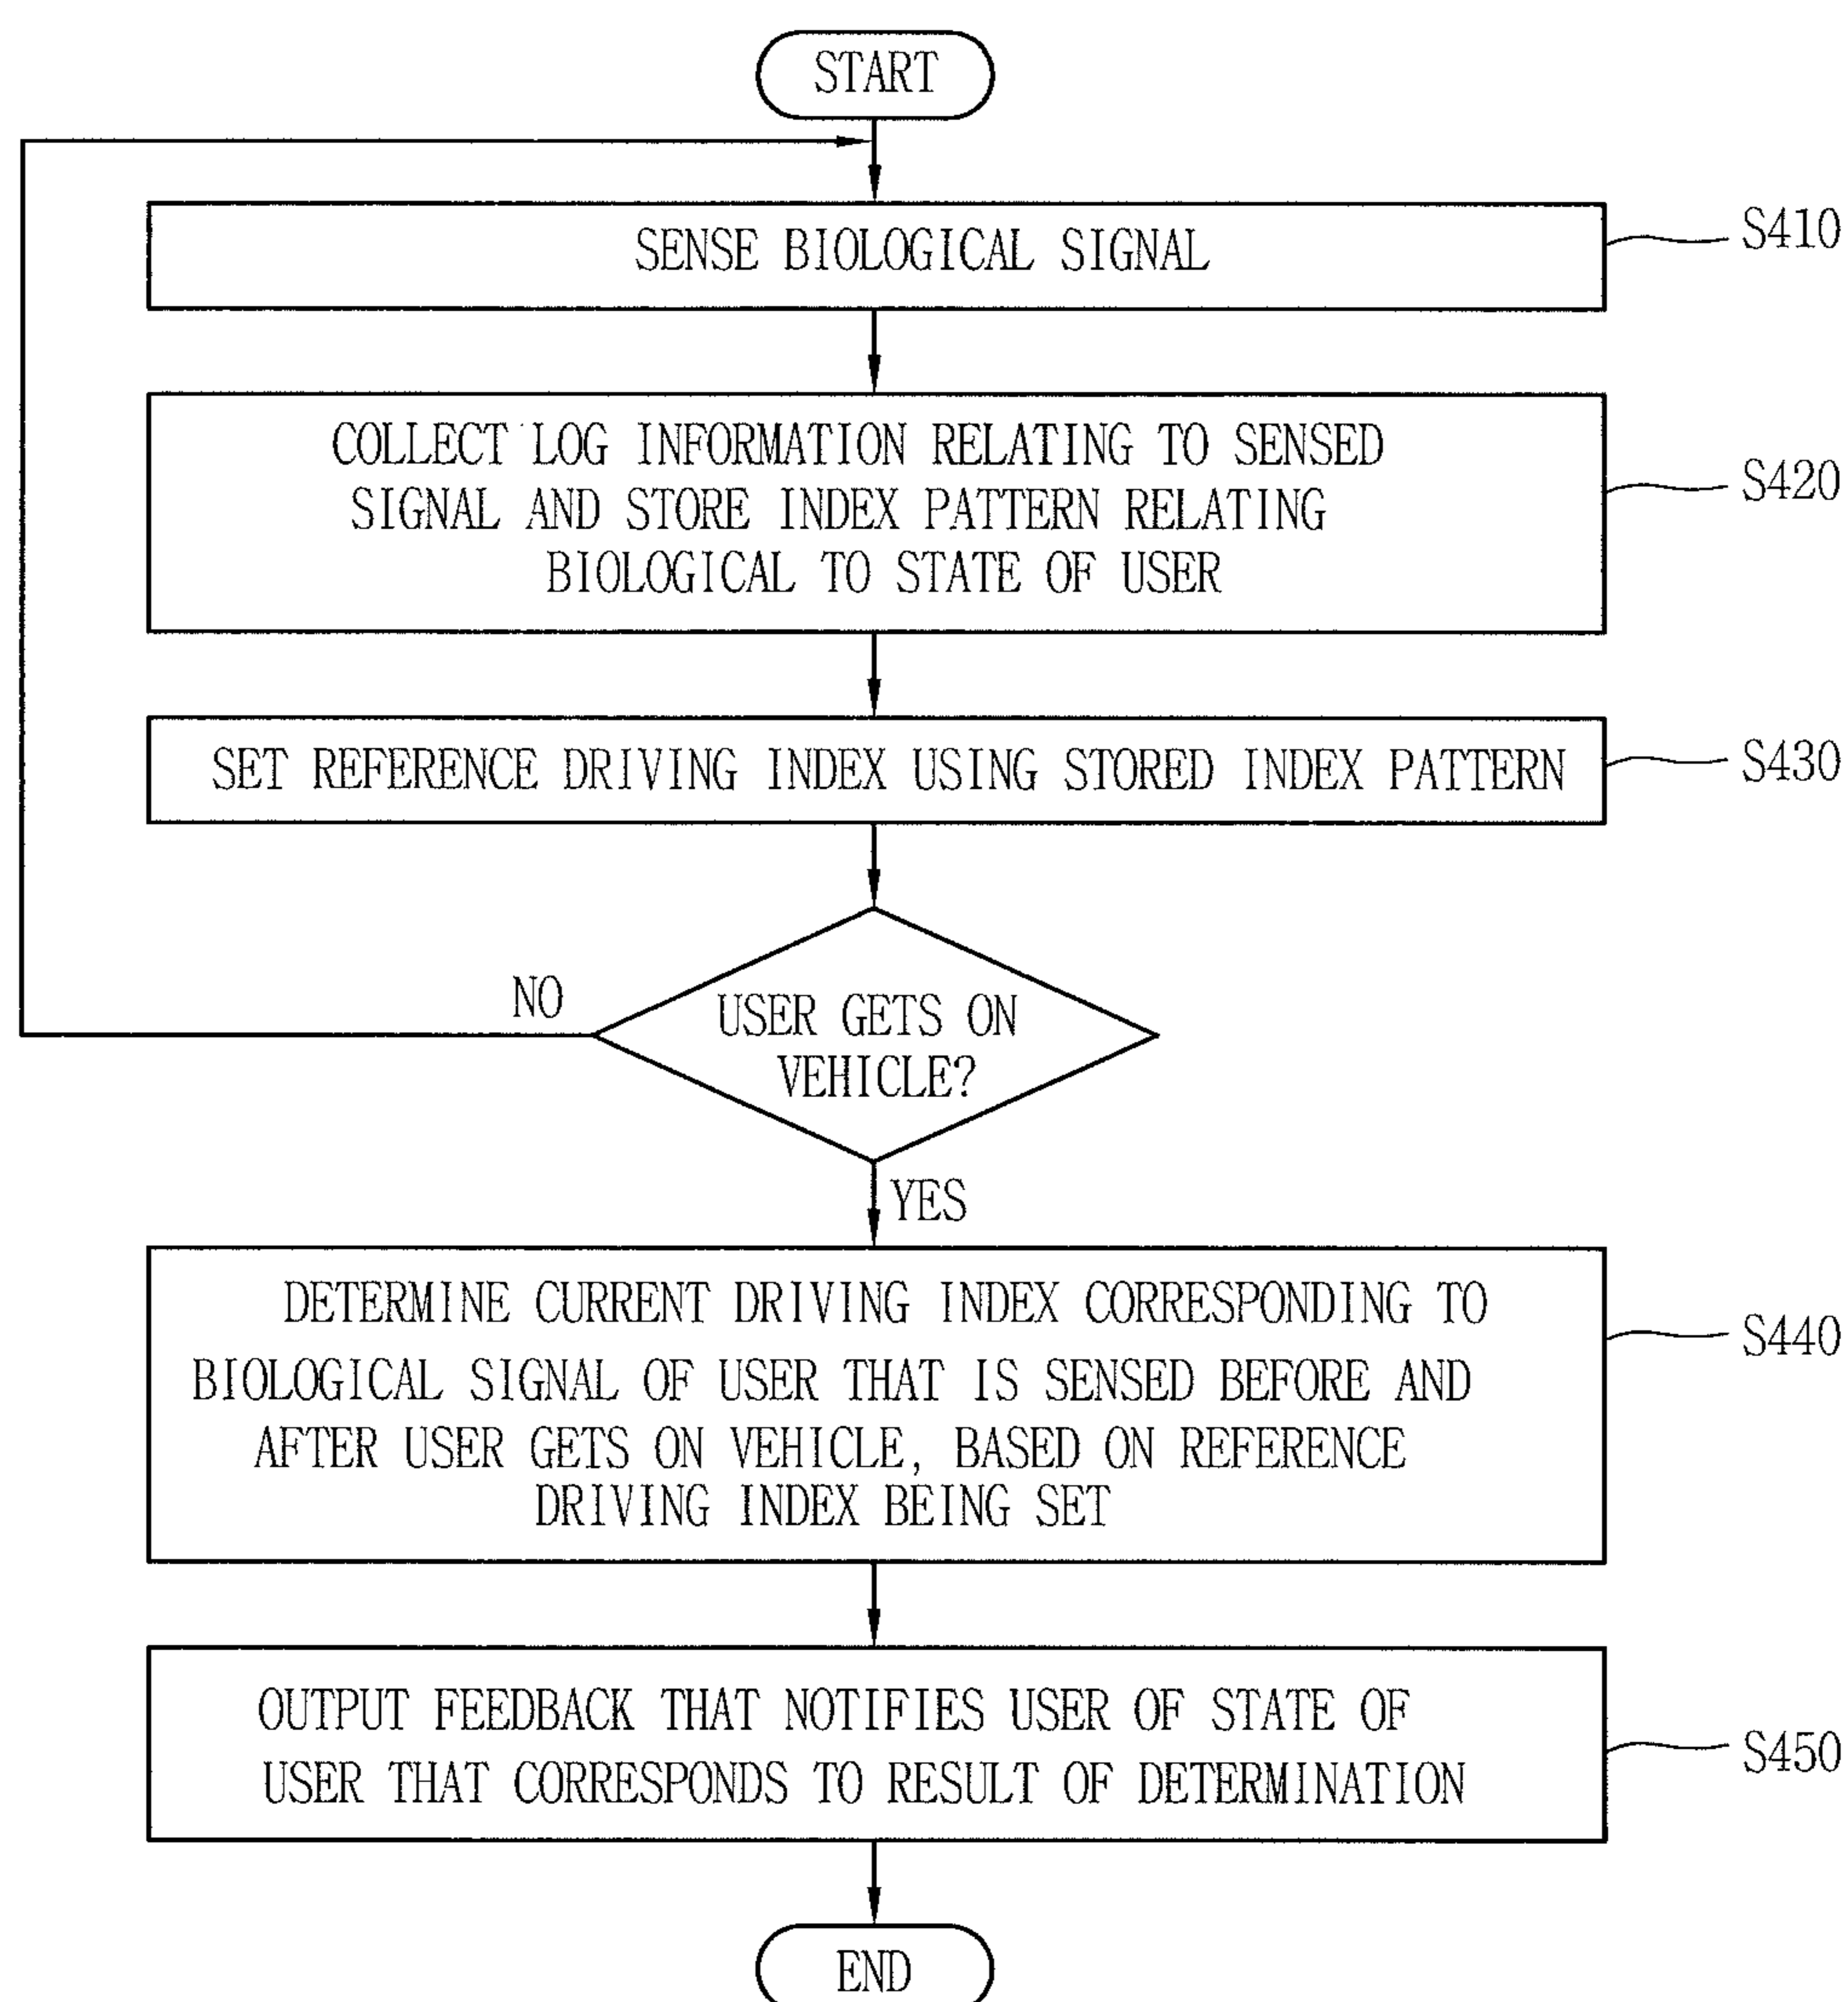 START
SENSE BIOLOGICAL SIGNAL
S410
COLLECT LOG INFORMATION RELATING TO SENSED
SIGNAL AND STORE INDEX PATTERN RELATING
BIOLOGICAL TO STATE OF USER
S420
SET REFERENCE DRIVING INDEX USING STORED INDEX PATTERN
S430
NO
USER GETS ON
VEHICLE?
YES
DETERMINE CURRENT DRIVING INDEX CORRESPONDING TO
BIOLOGICAL SIGNAL OF USER THAT IS SENSED BEFORE AND
AFTER USER GETS ON VEHICLE, BASED ON REFERENCE
DRIVING INDEX BEING SET
S440
OUTPUT FEEDBACK THAT NOTIFIES USER OF STATE OF
USER THAT CORRESPONDS TO RESULT OF DETERMINATION
S450
END